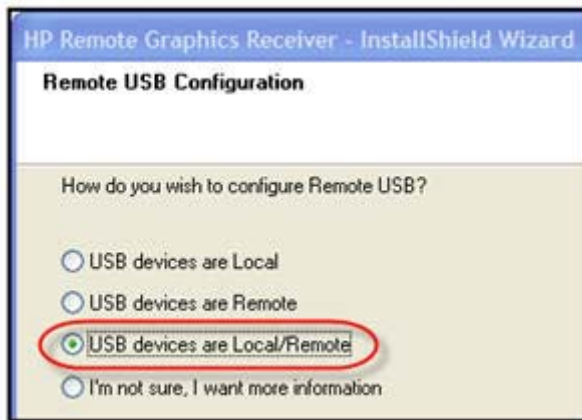 HP Remote Graphics Receiver - InstallShield Wizard
Remote USB Configuration
How do you wish to configure Remote USB?
USB devices are Local
USB devices are Remote
USB devices are Local/Remote
I'm not sure, I want more information